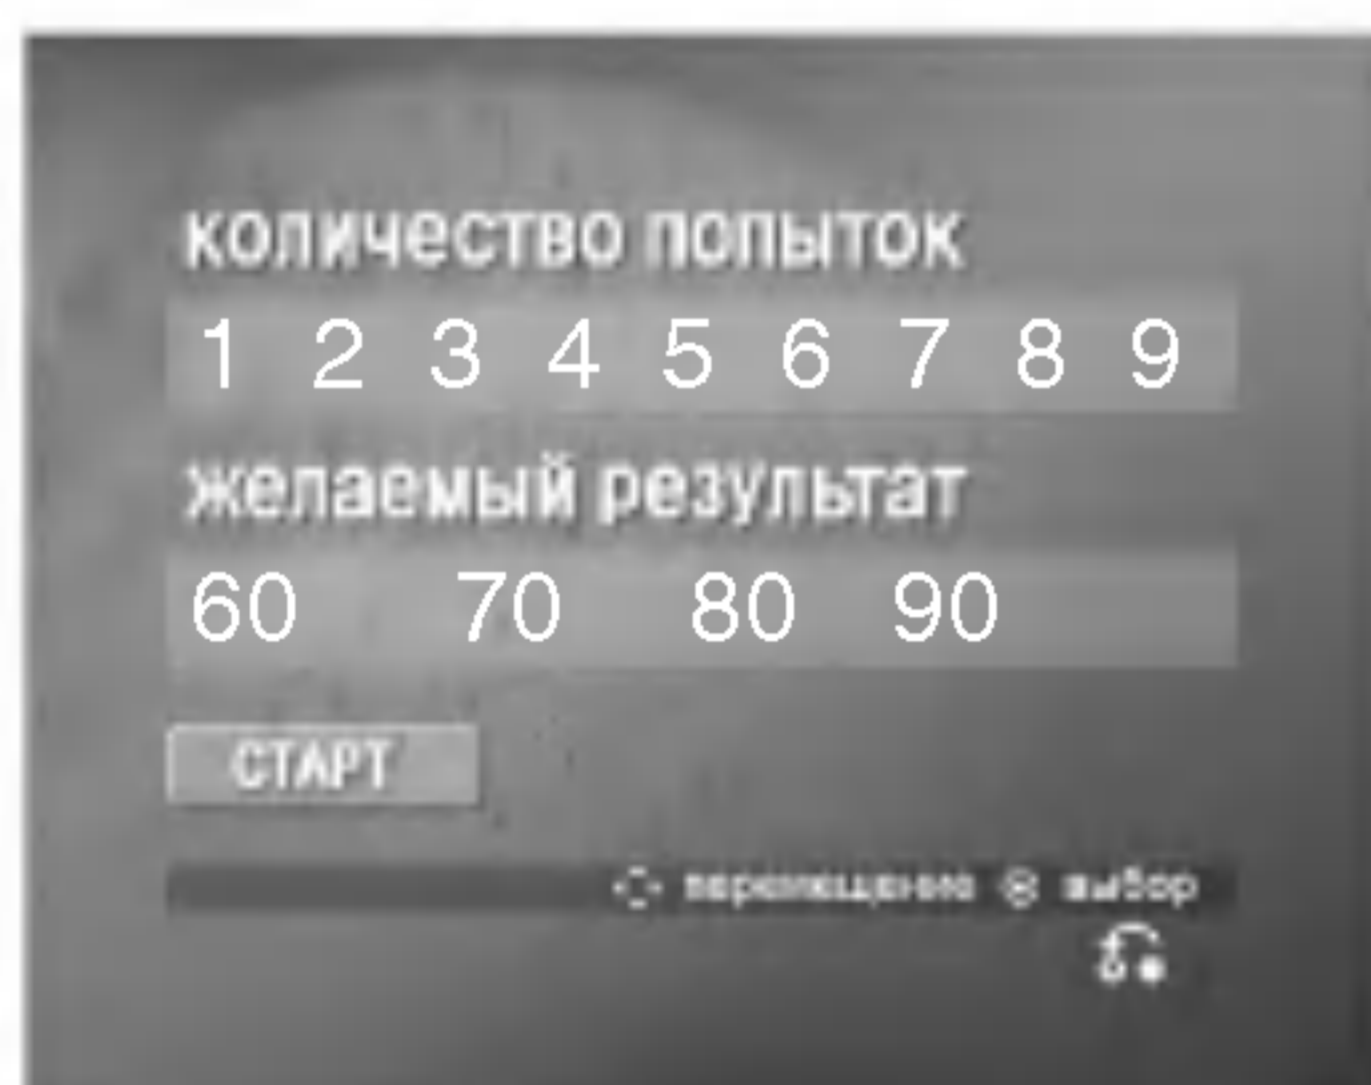 количество попыток
1 2 3 4 5 6 7 8 9
желаемый результат
60 70 80 90
СТАРТ
перемещение выбор